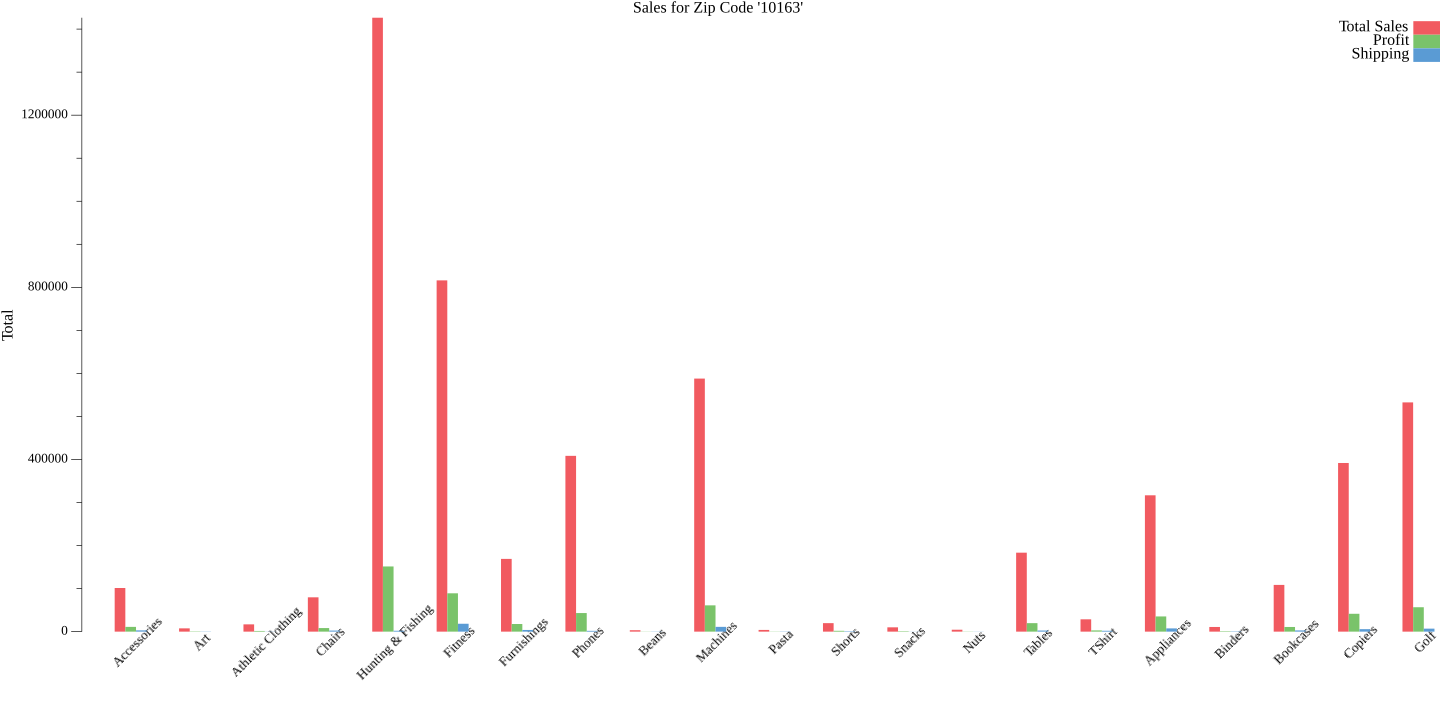 Sales for Zip Code '10163'
Total Sales
Profit
Shipping
Total
1200000
800000
400000
0
Accessories
Art
Athletic Clothing
Chairs
Hunting & Fishing
Fitness
Furnishings
Phones
Beans
Machines
Pasta
Shorts
Snacks
Nuts
Tables
TShirt
Appliances
Binders
Bookcases
Copiers
Golf